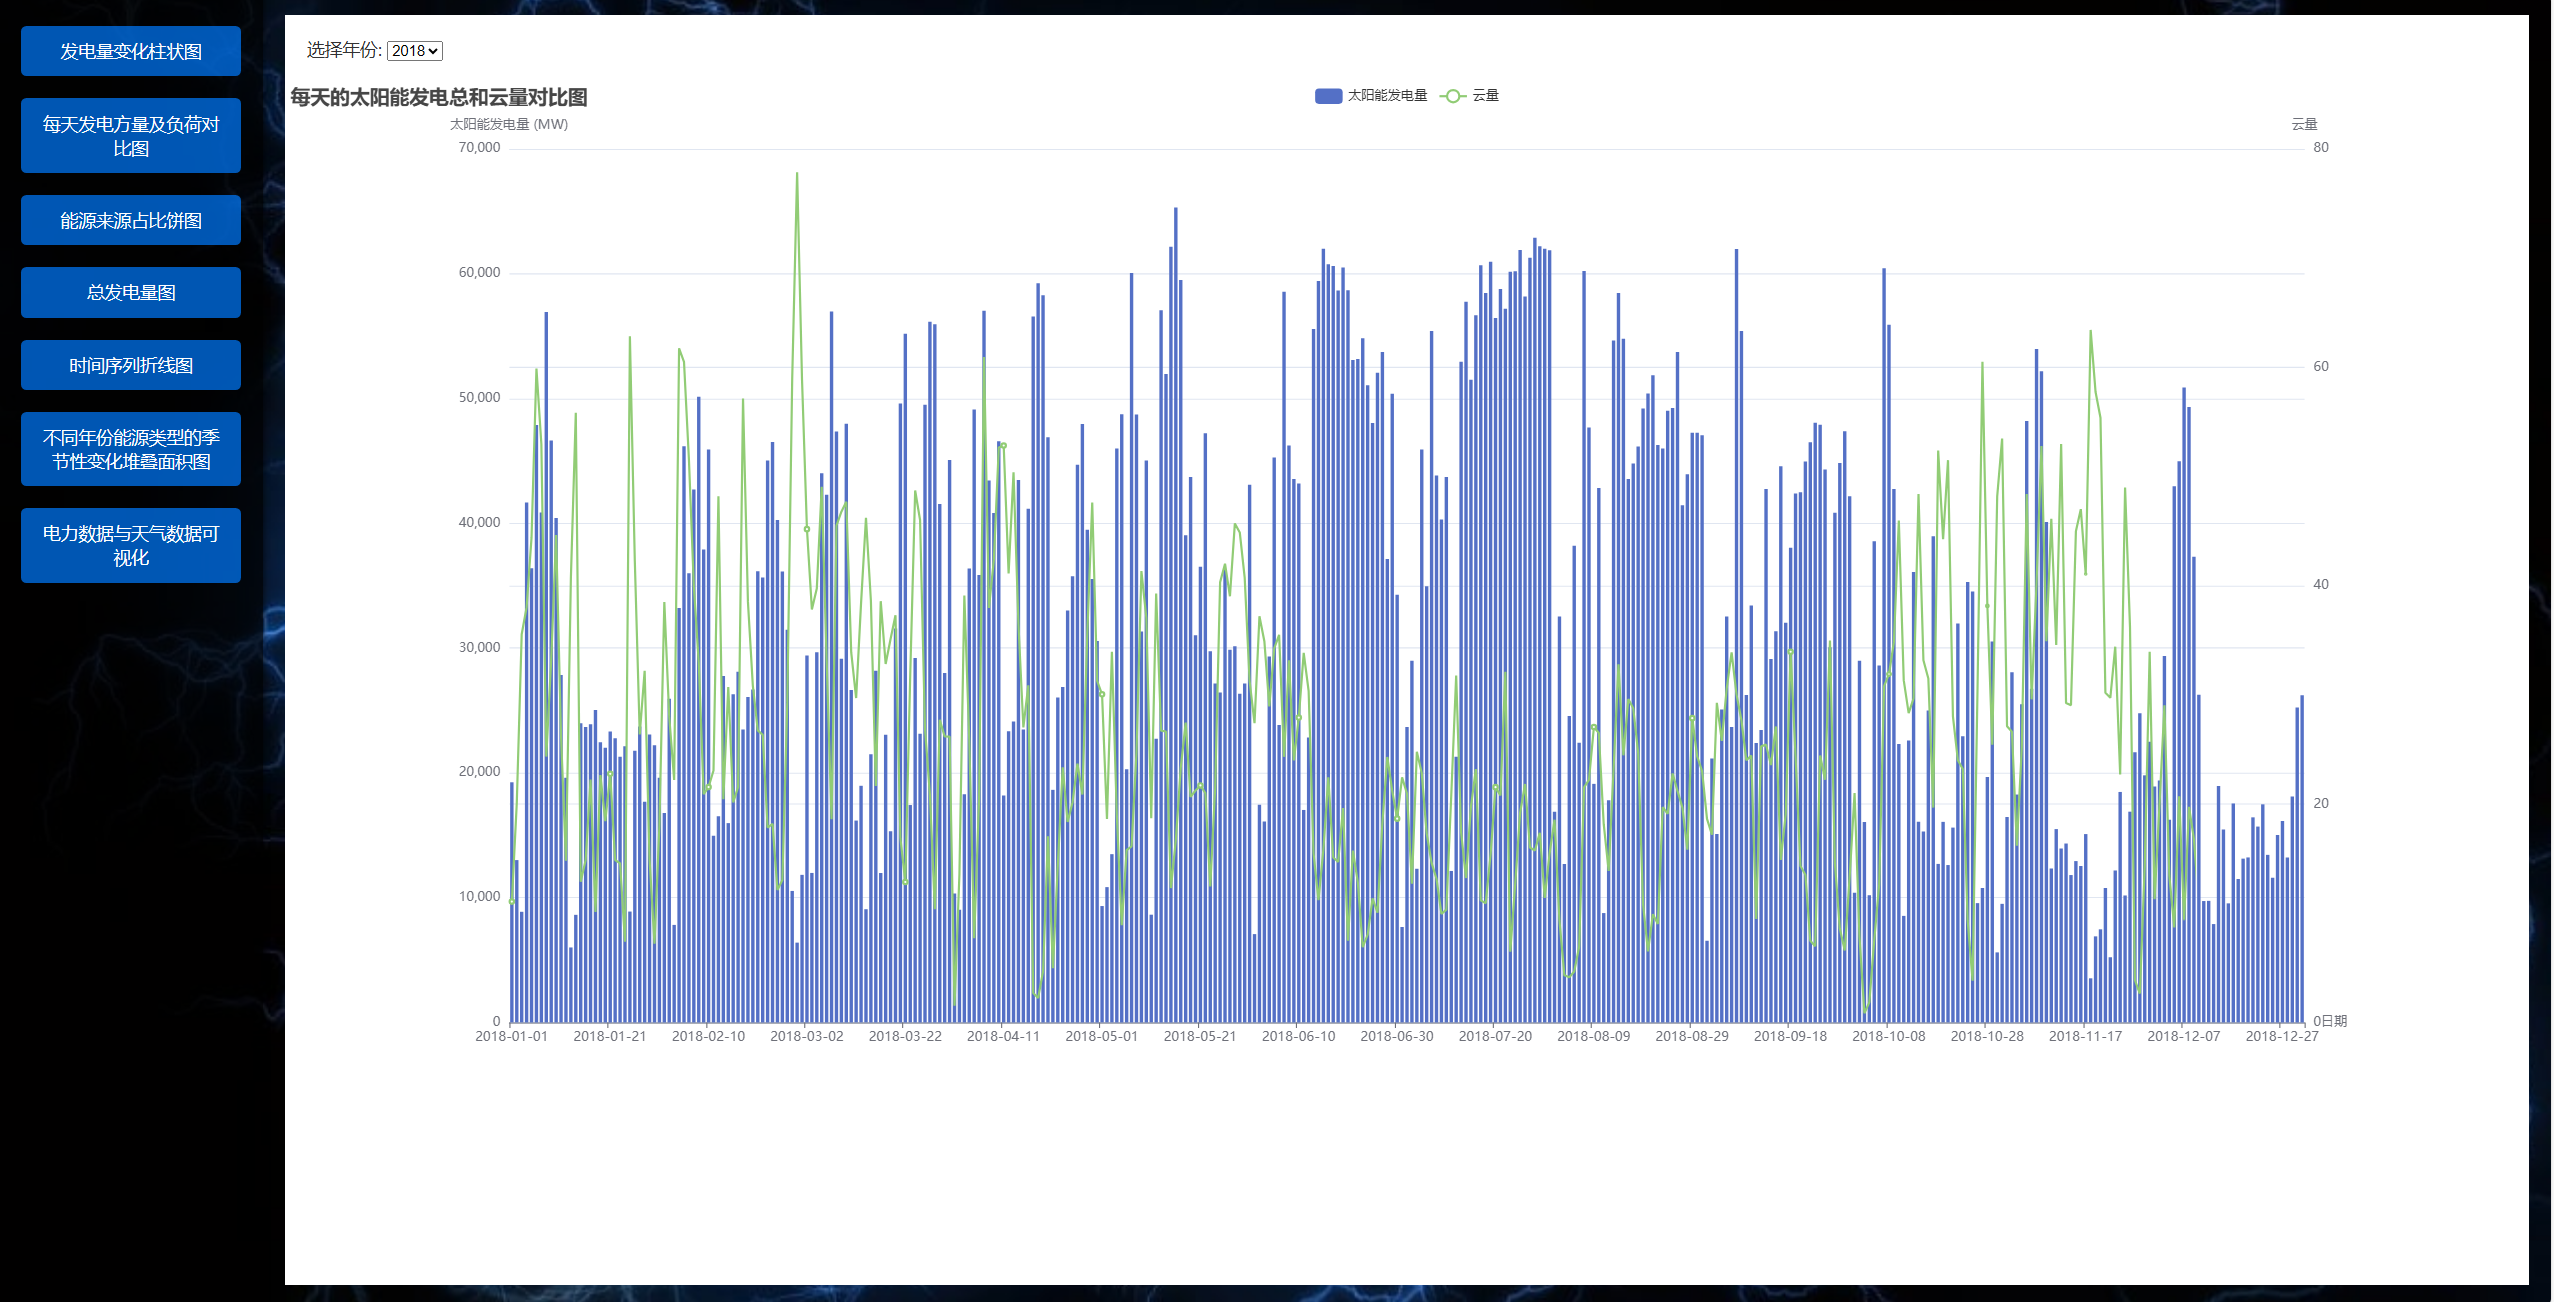 发电量变化柱状图
每天发电方量及负荷对
比图
能源来源占比饼图
总发电量图
时间序列折线图
不同年份能源类型的季
节性变化堆叠面积图
电力数据与天气数据可
视化
选择年份: 2018
每天的太阳能发电总和云量对比图
太阳能发电量 云量
太阳能发电量 (MW)
云量
70,000
60,000
50,000
40,000
30,000
20,000
10,000
0
80
60
40
20
0日期
2018-01-01 2018-01-21 2018-02-10 2018-03-02 2018-03-22 2018-04-11 2018-05-01 2018-05-21 2018-06-10 2018-06-30 2018-07-20 2018-08-09 2018-08-29 2018-09-18 2018-10-08 2018-10-28 2018-11-17 2018-12-07 2018-12-27